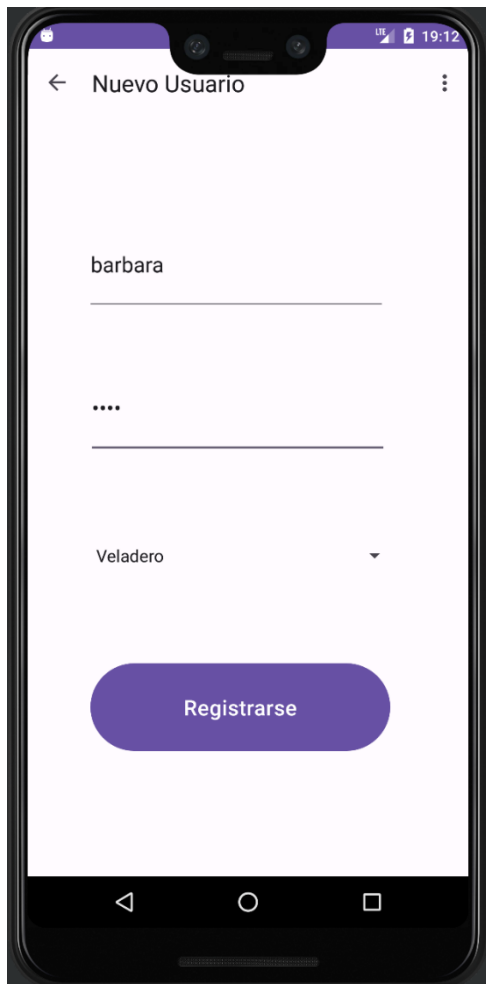 LTE 19:12
Nuevo Usuario
barbara
••••
Veladero
Registrarse